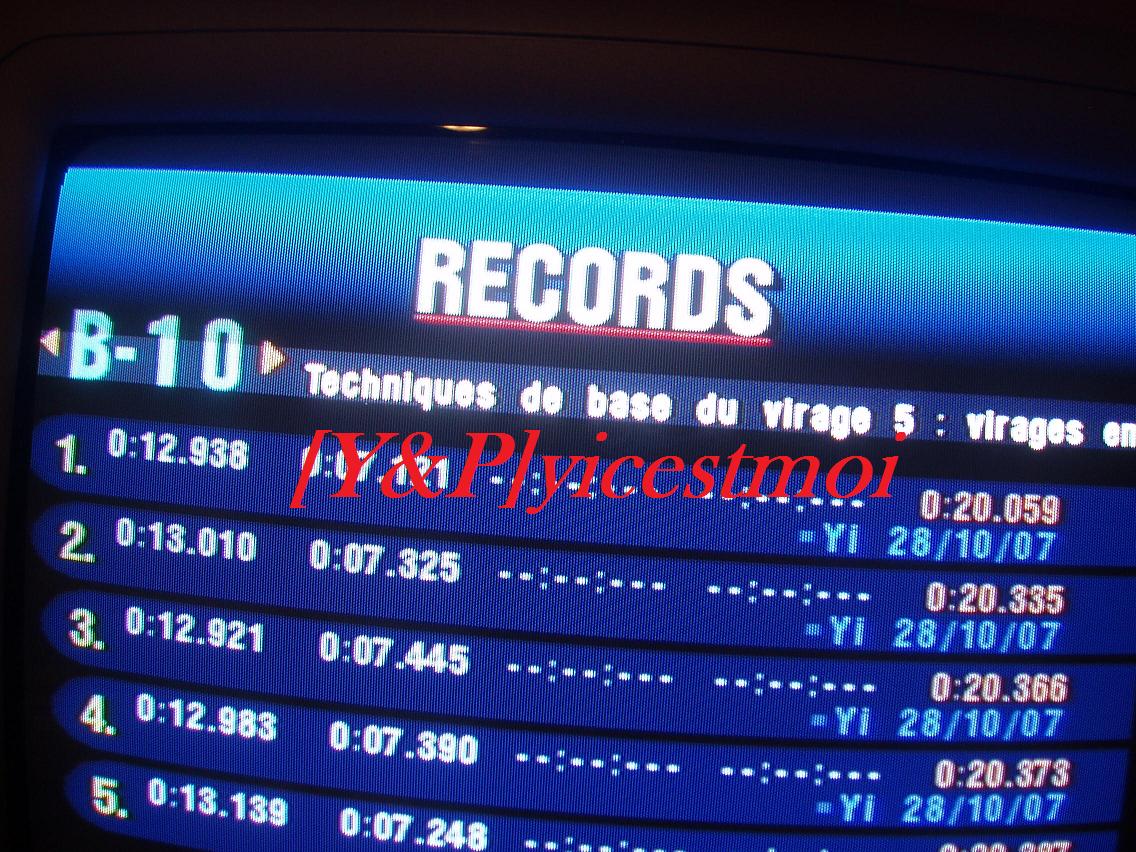 RECORDS
B-10
Techniques de base du virage 5 : virages en
[Y&P]yicestmoi
1. 0:12.938 0:07.121 --:--:--- --:--:--- 0:20.059
Yi 28/10/07
2. 0:13.010 0:07.325 --:--:--- --:--:--- 0:20.335
Yi 28/10/07
3. 0:12.921 0:07.445 --:--:--- --:--:--- 0:20.366
Yi 28/10/07
4. 0:12.983 0:07.390 --:--:--- --:--:--- 0:20.373
Yi 28/10/07
5. 0:13.139 0:07.248